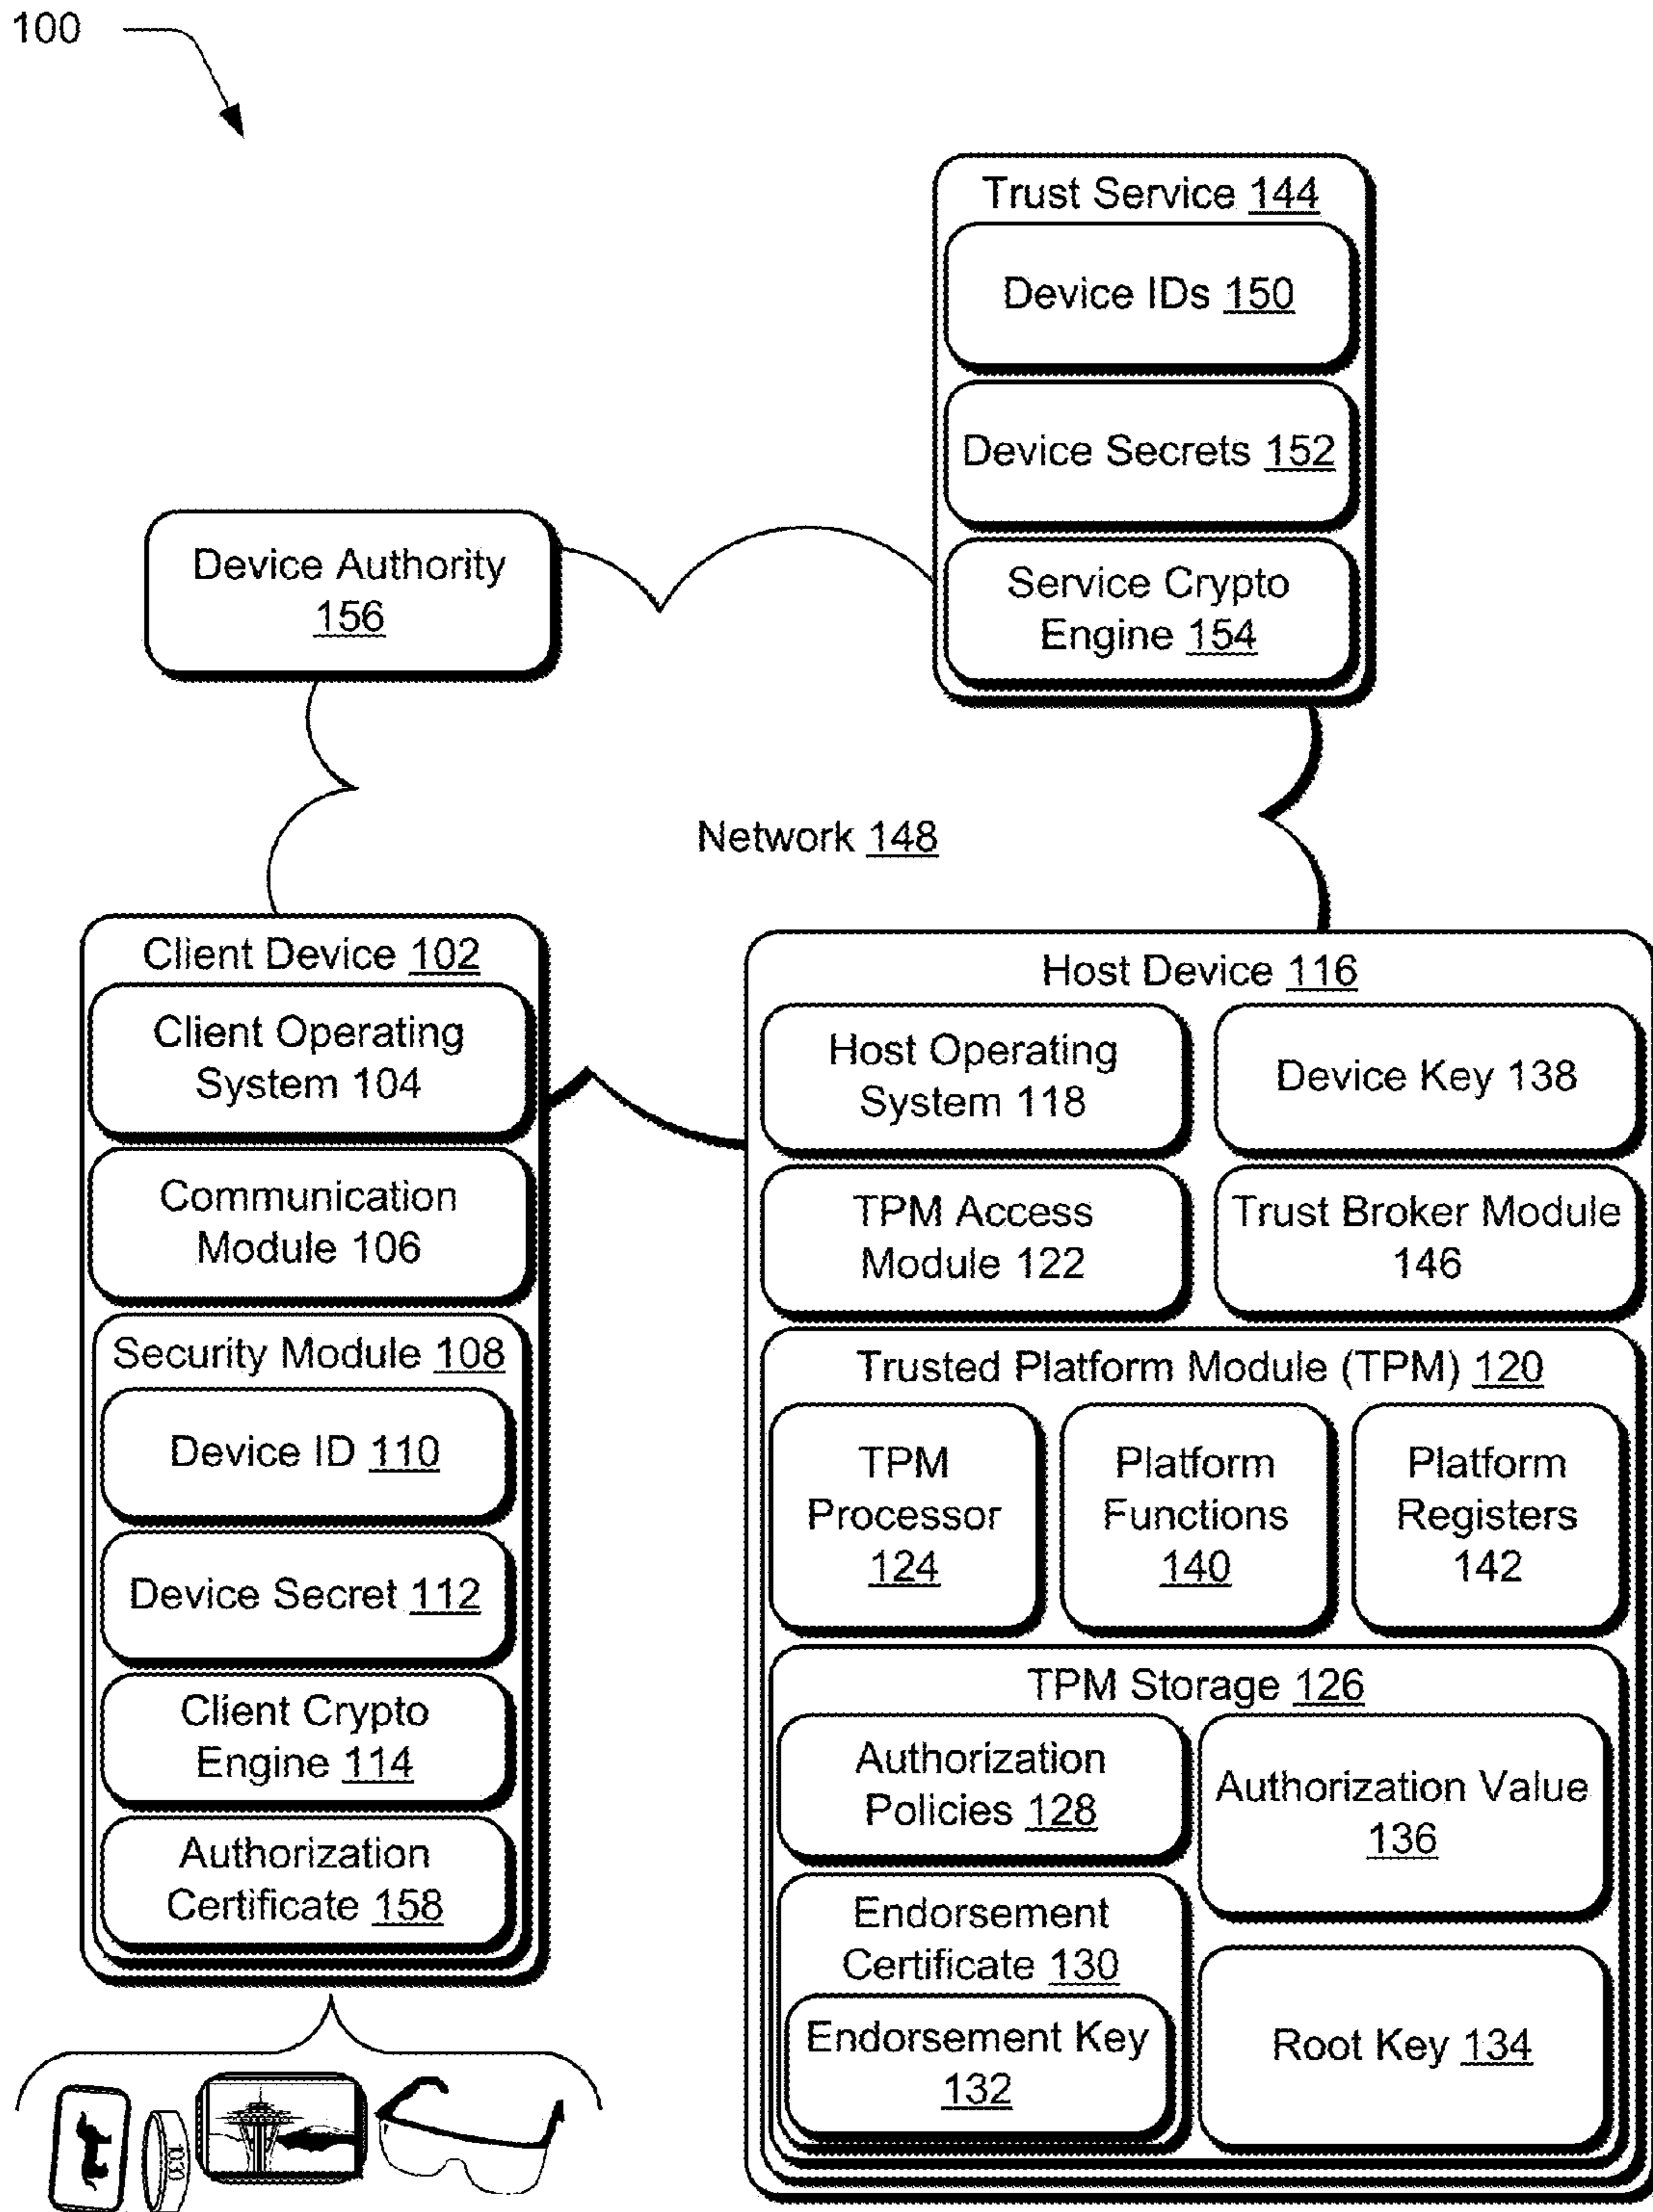 100
Trust Service 144
Device IDs 150
Device Secrets 152
Service Crypto
Engine 154
Device Authority
156
Network 148
Client Device 102
Client Operating
System 104
Communication
Module 106
Security Module 108
Device ID 110
Device Secret 112
Client Crypto
Engine 114
Authorization
Certificate 158
Host Device 116
Host Operating
System 118
Device Key 138
TPM Access
Module 122
Trust Broker Module
146
Trusted Platform Module (TPM) 120
TPM
Processor
124
Platform
Functions
140
Platform
Registers
142
TPM Storage 126
Authorization
Policies 128
Authorization Value
136
Endorsement
Certificate 130
Endorsement Key
132
Root Key 134